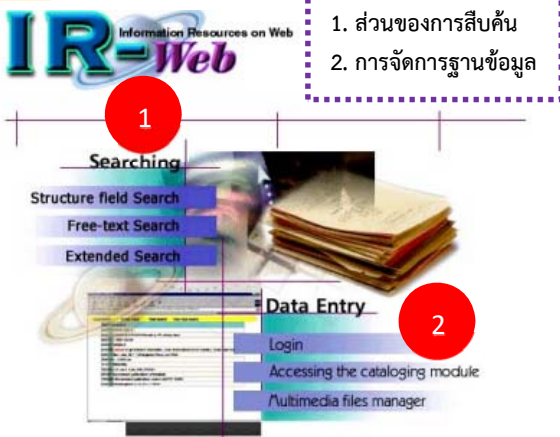 IR-Web
Information Resources on Web
1. ส่วนของการสืบค้น
2. การจัดการฐานข้อมูล
1
Searching
Structure field Search
Free-text Search
Extended Search
Data Entry
2
Login
Accessing the cataloging module
Multimedia files manager